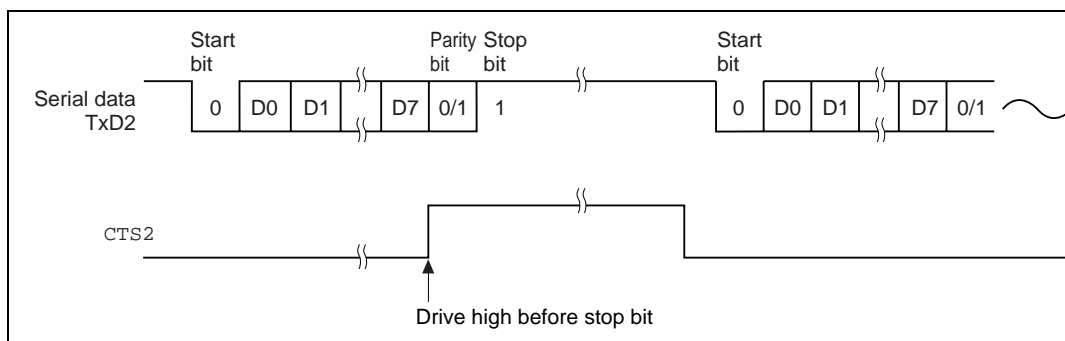 Start bit
Parity bit
Stop bit
Start bit
Serial data TxD2
0 D0 D1 D7 0/1 1 0 D0 D1 D7 0/1
CTS2
Drive high before stop bit